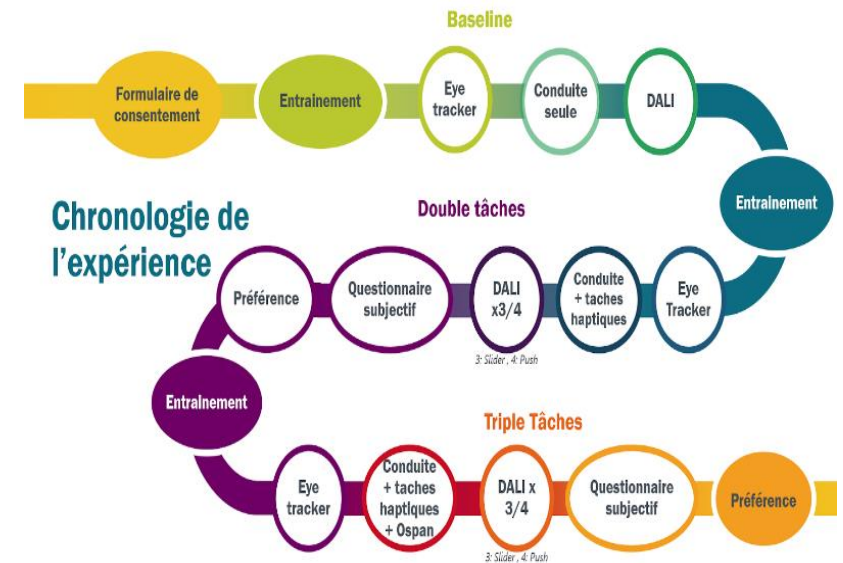 Baseline
Formulaire de
consentement
Entrainement
Eye
tracker
Conduite
seule
DALI
Entrainement
Chronologie de
l'expérience
Double tâches
Préférence
Questionnaire
subjectif
DALI
x3/4
Conduite
+ taches
haptiques
Eye
Tracker
3: Slider , 4: Push
Entrainement
Triple Tâches
Eye
tracker
Conduite
+ taches
haptiques
+ Ospan
DALI x
3/4
Questionnaire
subjectif
Préférence
3: Slider , 4: Push